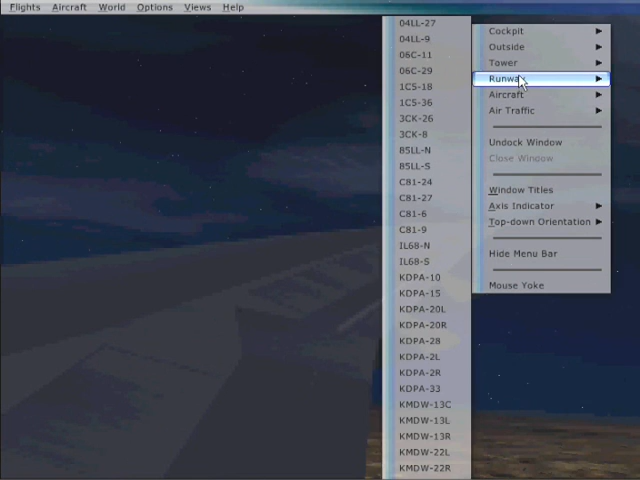 Flights Aircraft World Options Views Help
04LL-27
04LL-9
06C-11
06C-29
1C5-18
1C5-36
3CK-26
3CK-8
85LL-N
85LL-S
C81-24
C81-27
C81-6
C81-9
IL68-N
IL68-S
KDPA-10
KDPA-15
KDPA-20L
KDPA-20R
KDPA-28
KDPA-2L
KDPA-2R
KDPA-33
KMDW-13C
KMDW-13L
KMDW-13R
KMDW-22L
KMDW-22R
Cockpit
Outside
Tower
Runway
Aircraft
Air Traffic
Undock Window
Close Window
Window Titles
Axis Indicator
Top-down Orientation
Hide Menu Bar
Mouse Yoke